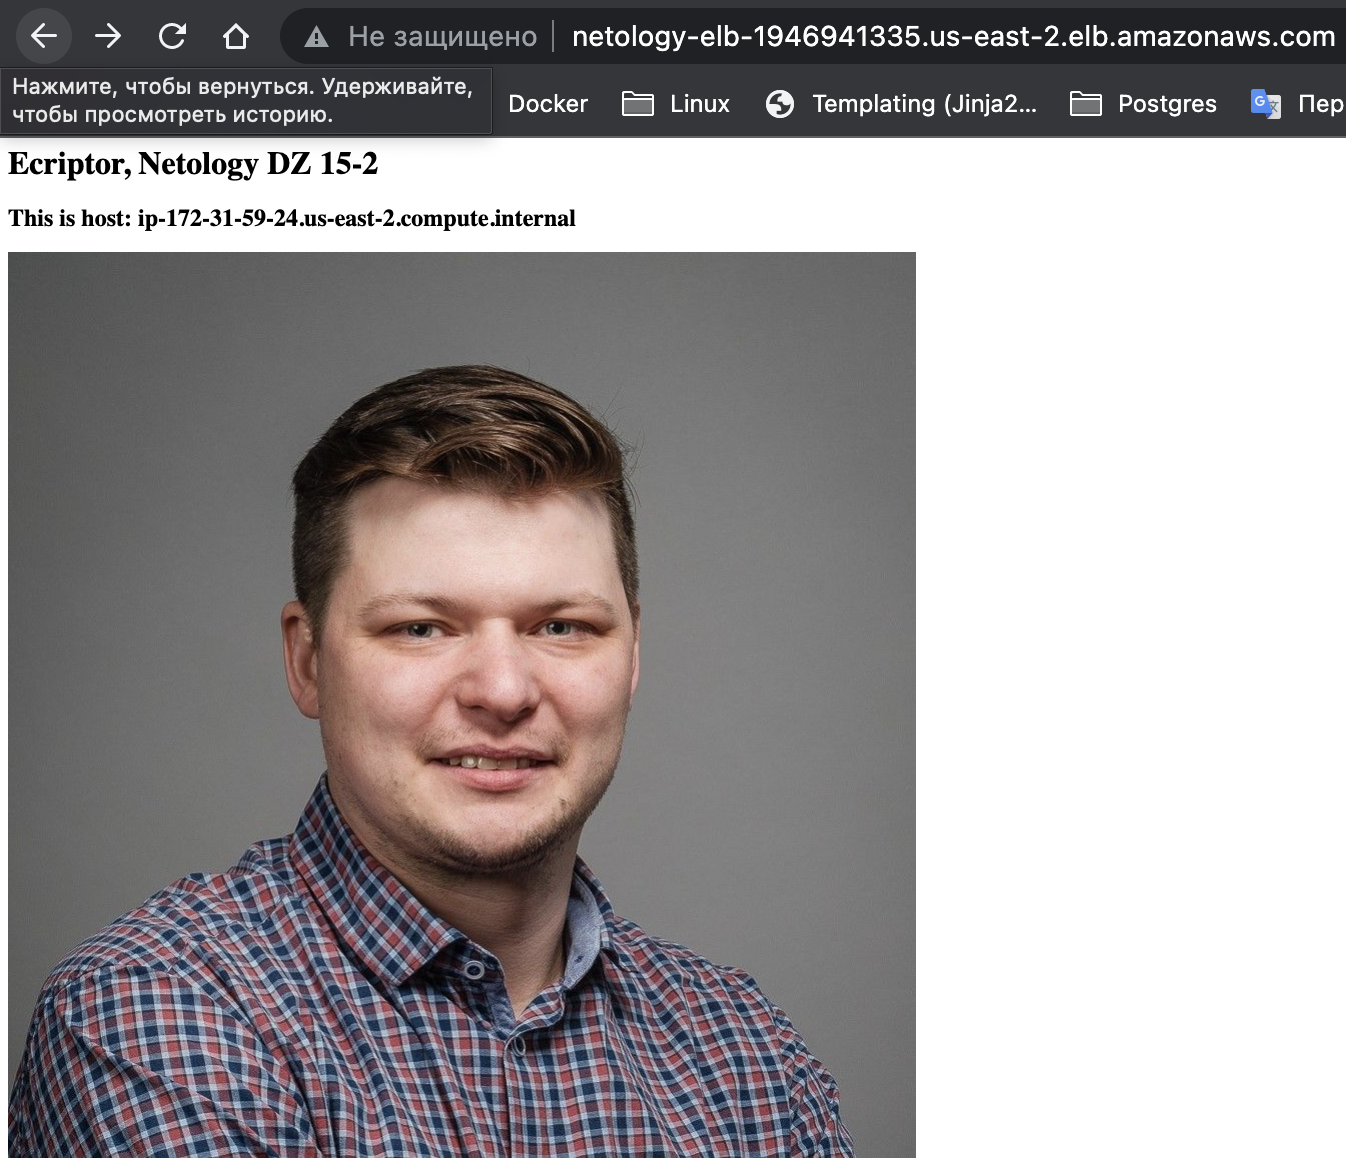 Не защищено
netology-elb-1946941335.us-east-2.elb.amazonaws.com
Нажмите, чтобы вернуться. Удерживайте,
чтобы просмотреть историю.
Docker
Linux
Templating (Jinja2...
Postgres
Пер
Ecriptor, Netology DZ 15-2
This is host: ip-172-31-59-24.us-east-2.compute.internal